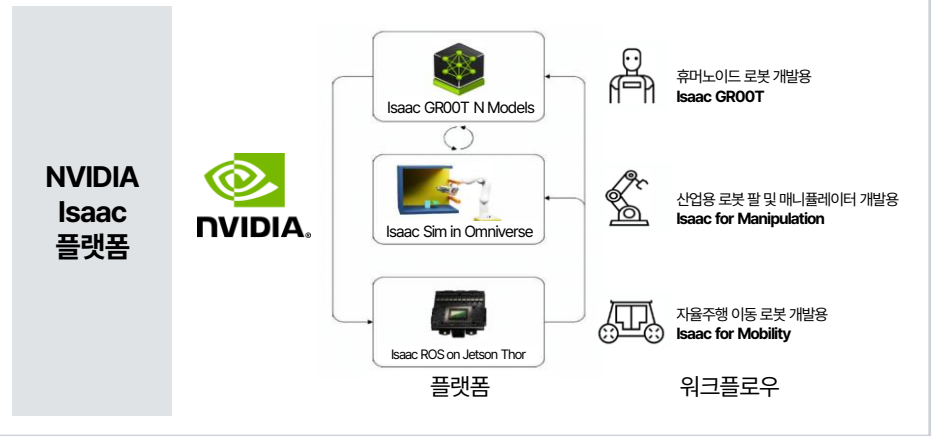 NVIDIA
Isaac
플랫폼
NVIDIA.
Isaac GR00T N Models
Isaac Sim in Omniverse
Isaac ROS on Jetson Thor
플랫폼
휴머노이드 로봇 개발용
Isaac GR00T
산업용 로봇 팔 및 매니퓰레이터 개발용
Isaac for Manipulation
자율주행 이동 로봇 개발용
Isaac for Mobility
워크플로우